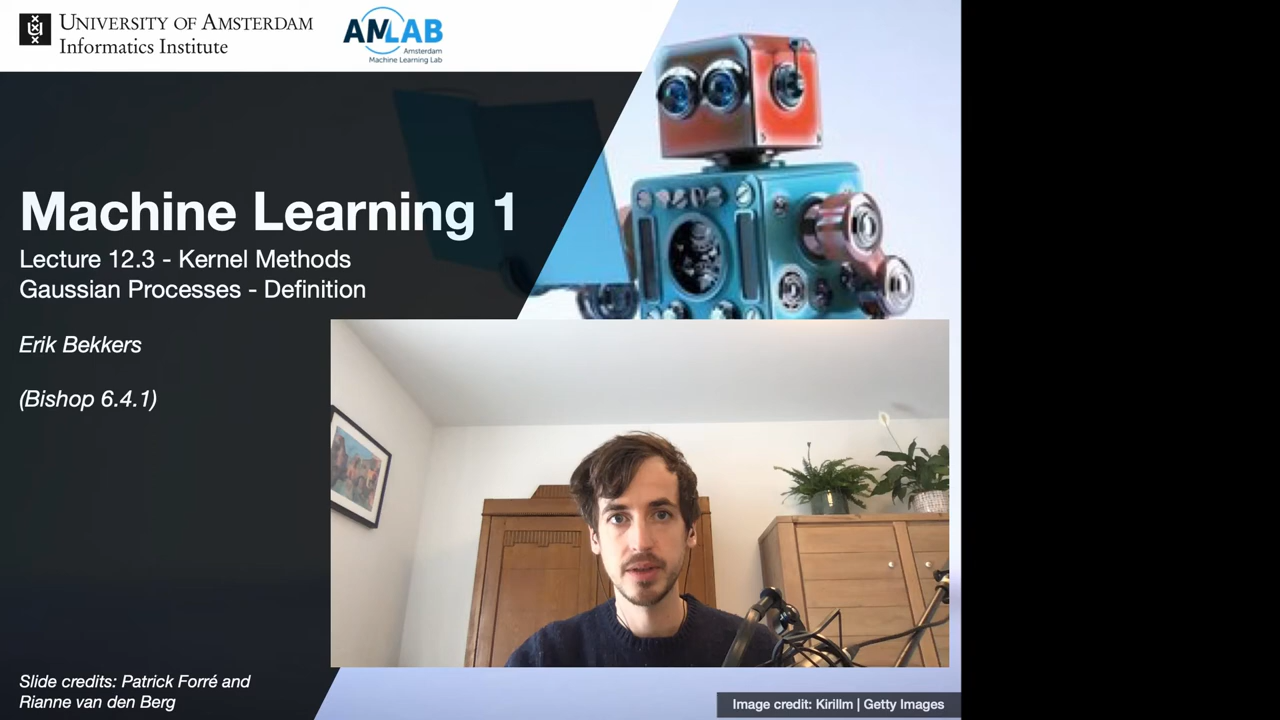 UNIVERSITY OF AMSTERDAM
Informatics Institute
AMLAB
Amsterdam
Machine Learning Lab
Machine Learning 1
Lecture 12.3 - Kernel Methods
Gaussian Processes - Definition
Erik Bekkers
(Bishop 6.4.1)
Slide credits: Patrick Forré and
Rianne van den Berg
Image credit: Kirillm | Getty Images